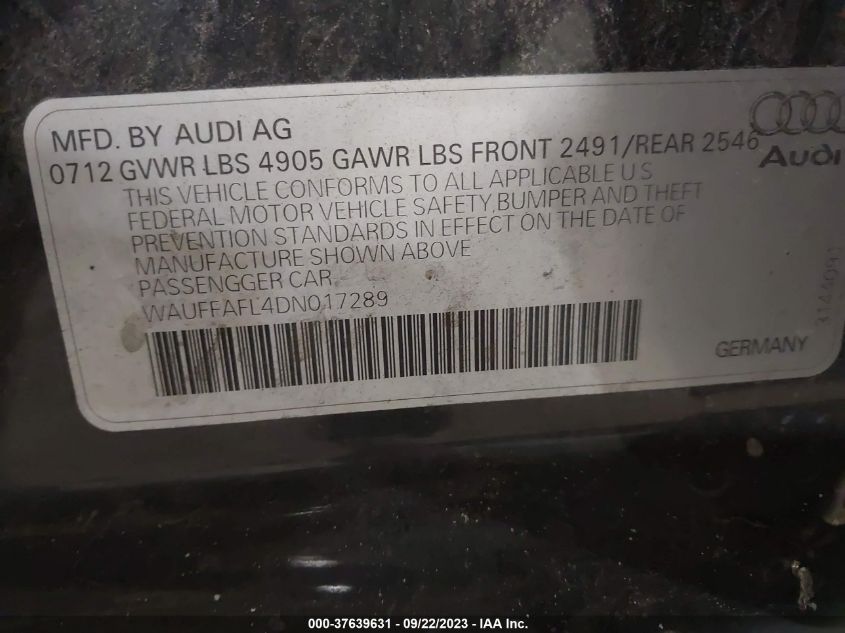 MFD. BY AUDI AG
0712 GVWR LBS 4905 GAWR LBS FRONT 2491/REAR 2546
Audi
THIS VEHICLE CONFORMS TO ALL APPLICABLE U S
FEDERAL MOTOR VEHICLE SAFETY,BUMPER AND THEFT
PREVENTION STANDARDS IN EFFECT ON THE DATE OF
MANUFACTURE SHOWN ABOVE
PASSENGGER CAR
WAUFFAFL4DN017289
GERMANY
000-37639631 - 09/22/2023 - IAA Inc.